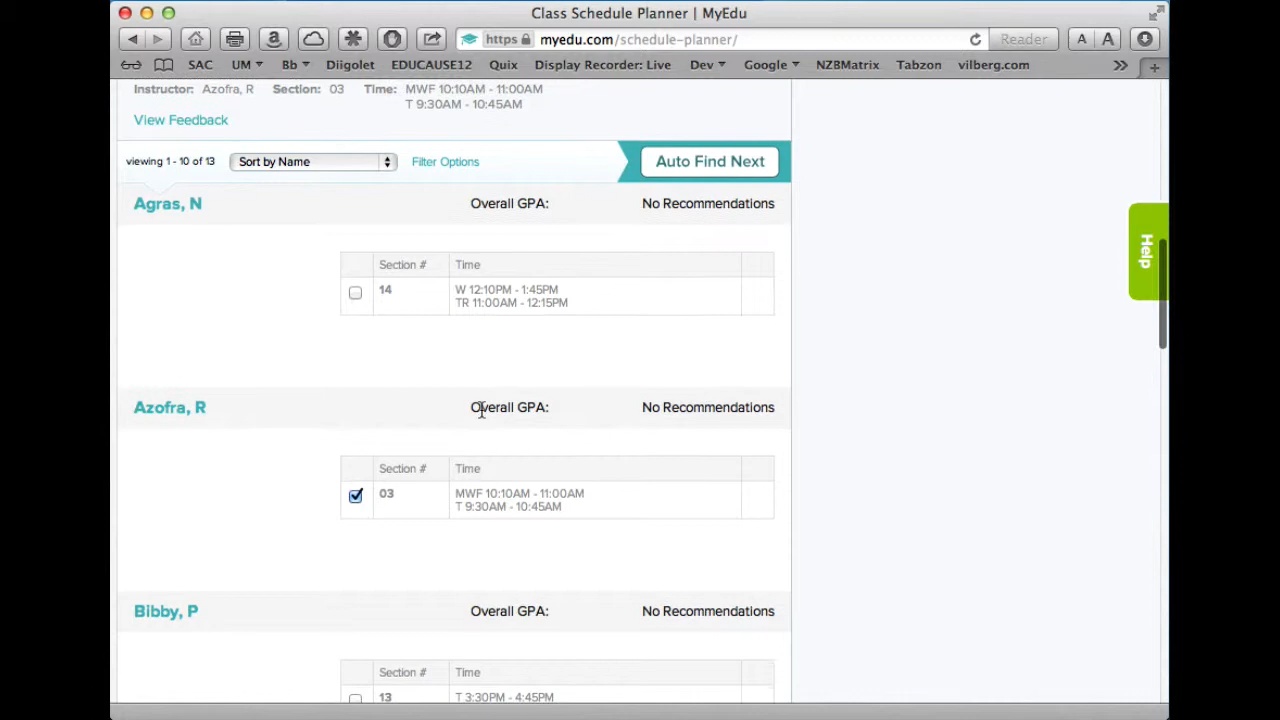 Class Schedule Planner | MyEdu
https myedu.com/schedule-planner/ Reader A A
SAC UM Bb Diigolet EDUCAUSE12 Quix Display Recorder: Live Dev Google NZBMatrix Tabzon vilberg.com
Instructor: Azofra, R Section: 03 Time: MWF 10:10AM - 11:00AM
T 9:30AM - 10:45AM
View Feedback
viewing 1 - 10 of 13 Sort by Name Filter Options Auto Find Next
Agras, N Overall GPA: No Recommendations
Help
Section # Time
14 W 12:10PM - 1:45PM
TR 11:00AM - 12:15PM
Azofra, R Overall GPA: No Recommendations
Section # Time
03 MWF 10:10AM - 11:00AM
T 9:30AM - 10:45AM
Bibby, P Overall GPA: No Recommendations
Section # Time
13 T 3:30PM - 4:45PM